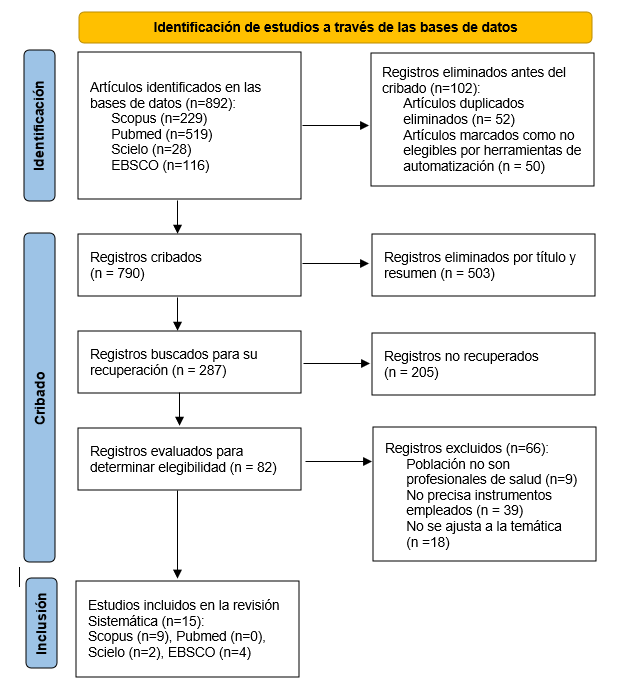 Identificación de estudios a través de las bases de datos
Identificación
Artículos identificados en las
bases de datos (n=892):
Scopus (n=229)
Pubmed (n=519)
Scielo (n=28)
EBSCO (n=116)
Registros eliminados antes del
cribado (n=102):
Artículos duplicados
eliminados (n= 52)
Artículos marcados como no
elegibles por herramientas de
automatización (n = 50)
Cribado
Registros cribados
(n = 790)
Registros eliminados por título y
resumen (n = 503)
Registros buscados para su
recuperación (n = 287)
Registros no recuperados
(n = 205)
Registros evaluados para
determinar elegibilidad (n = 82)
Registros excluidos (n=66):
Población no son
profesionales de salud (n=9)
No precisa instrumentos
empleados (n = 39)
No se ajusta a la temática
(n =18)
Inclusión
Estudios incluidos en la revisión
Sistemática (n=15):
Scopus (n=9), Pubmed (n=0),
Scielo (n=2), EBSCO (n=4)